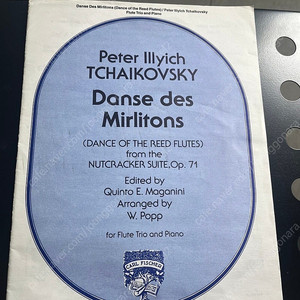 Danse Des Mirlitons (Dance of the Reed Flutes) / Peter Illyich Tchaikovsky
Flute Trio and Piano
Peter Illyich
TCHAIKOVSKY
Danse des
Mirlitons
(DANCE OF THE REED FLUTES)
from the
NUTCRACKER SUITE, Op. 71
Edited by
Quinto E. Maganini
Arranged by
W. Popp
for Flute Trio and Piano
CARL FISCHER